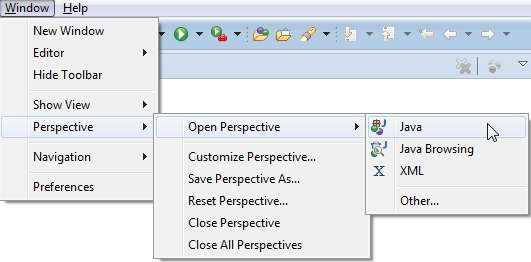 Window Help
New Window
Editor
Hide Toolbar
Show View
Perspective
Navigation
Preferences
Open Perspective
Customize Perspective...
Save Perspective As...
Reset Perspective...
Close Perspective
Close All Perspectives
Java
Java Browsing
XML
Other...